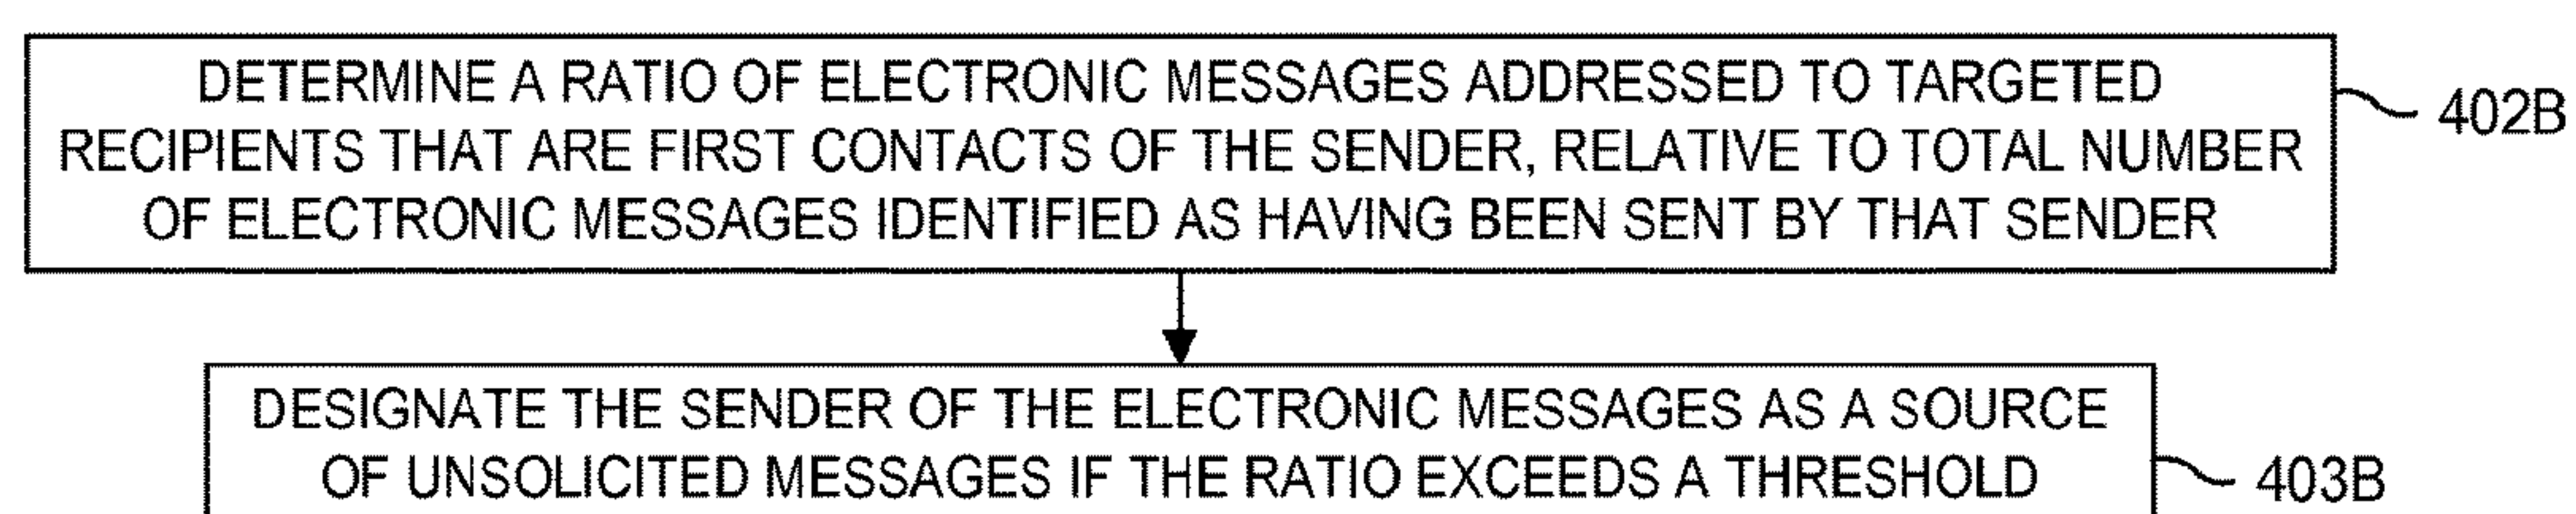 DETERMINE A RATIO OF ELECTRONIC MESSAGES ADDRESSED TO TARGETED
RECIPIENTS THAT ARE FIRST CONTACTS OF THE SENDER, RELATIVE TO TOTAL NUMBER
OF ELECTRONIC MESSAGES IDENTIFIED AS HAVING BEEN SENT BY THAT SENDER
402B
DESIGNATE THE SENDER OF THE ELECTRONIC MESSAGES AS A SOURCE
OF UNSOLICITED MESSAGES IF THE RATIO EXCEEDS A THRESHOLD
403B